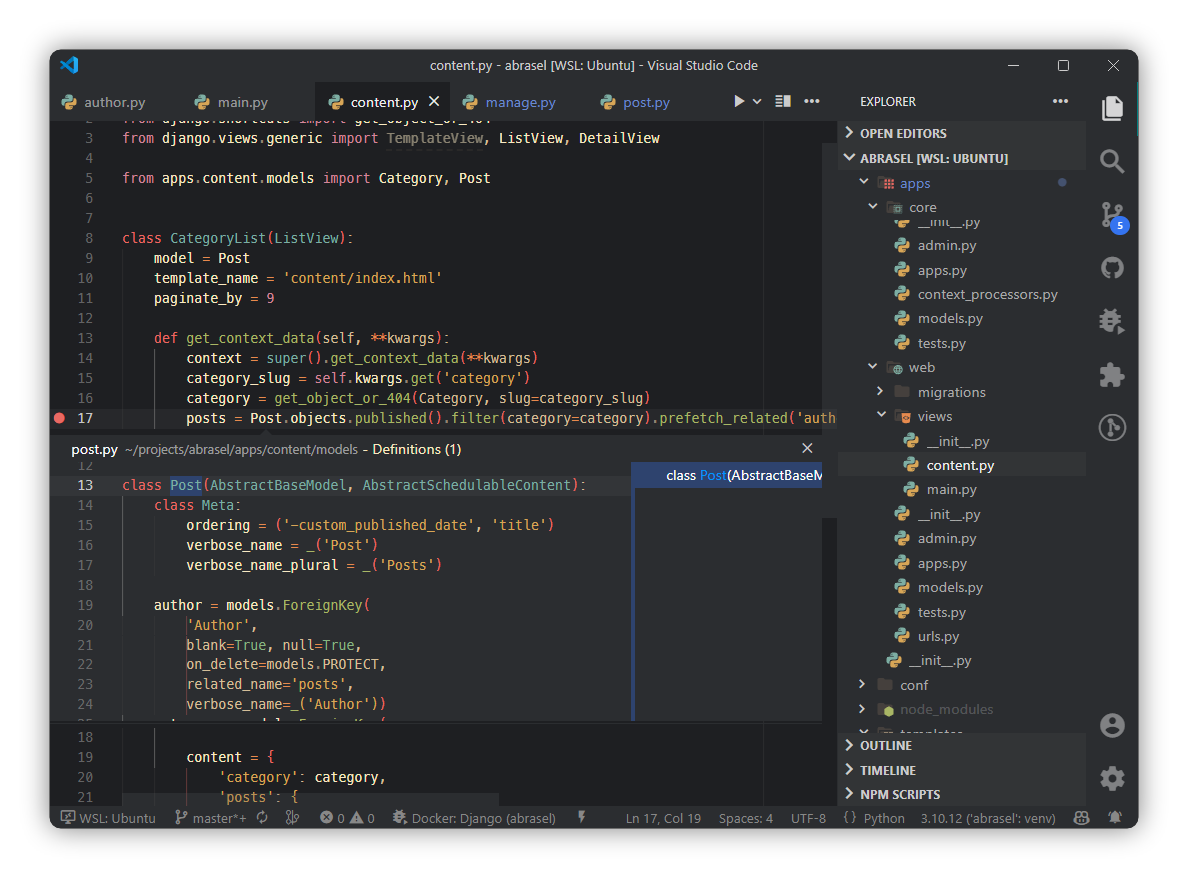 content.py - abrasel [WSL: Ubuntu] - Visual Studio Code
author.py main.py content.py manage.py post.py
2 from django.shortcuts import get_object_or_404
3 from django.views.generic import TemplateView, ListView, DetailView
4
5 from apps.content.models import Category, Post
6
7
8 class CategoryList(ListView):
9 model = Post
10 template_name = 'content/index.html'
11 paginate_by = 9
12
13 def get_context_data(self, **kwargs):
14 context = super().get_context_data(**kwargs)
15 category_slug = self.kwargs.get('category')
16 category = get_object_or_404(Category, slug=category_slug)
17 posts = Post.objects.published().filter(category=category).prefetch_related('auth
post.py ~/projects/abrasel/apps/content/models - Definitions (1)
12
13 class Post(AbstractBaseModel, AbstractSchedulableContent):
14 class Meta:
15 ordering = ('-custom_published_date', 'title')
16 verbose_name = _('Post')
17 verbose_name_plural = _('Posts')
18
19 author = models.ForeignKey(
20 'Author',
21 blank=True, null=True,
22 on_delete=models.PROTECT,
23 related_name='posts',
24 verbose_name=_('Author'))
class Post(AbstractBaseM
18
19 content = {
20 'category': category,
21 'posts': {
EXPLORER
OPEN EDITORS
ABRASEL [WSL: UBUNTU]
apps
core
__init__.py
admin.py
apps.py
context_processors.py
models.py
tests.py
web
migrations
views
__init__.py
content.py
main.py
__init__.py
admin.py
apps.py
models.py
tests.py
urls.py
__init__.py
conf
node_modules
templates
OUTLINE
TIMELINE
NPM SCRIPTS
5
WSL: Ubuntu master*+ 0 0 Docker: Django (abrasel) Ln 17, Col 19 Spaces: 4 UTF-8 {} Python 3.10.12 ('abrasel': venv)